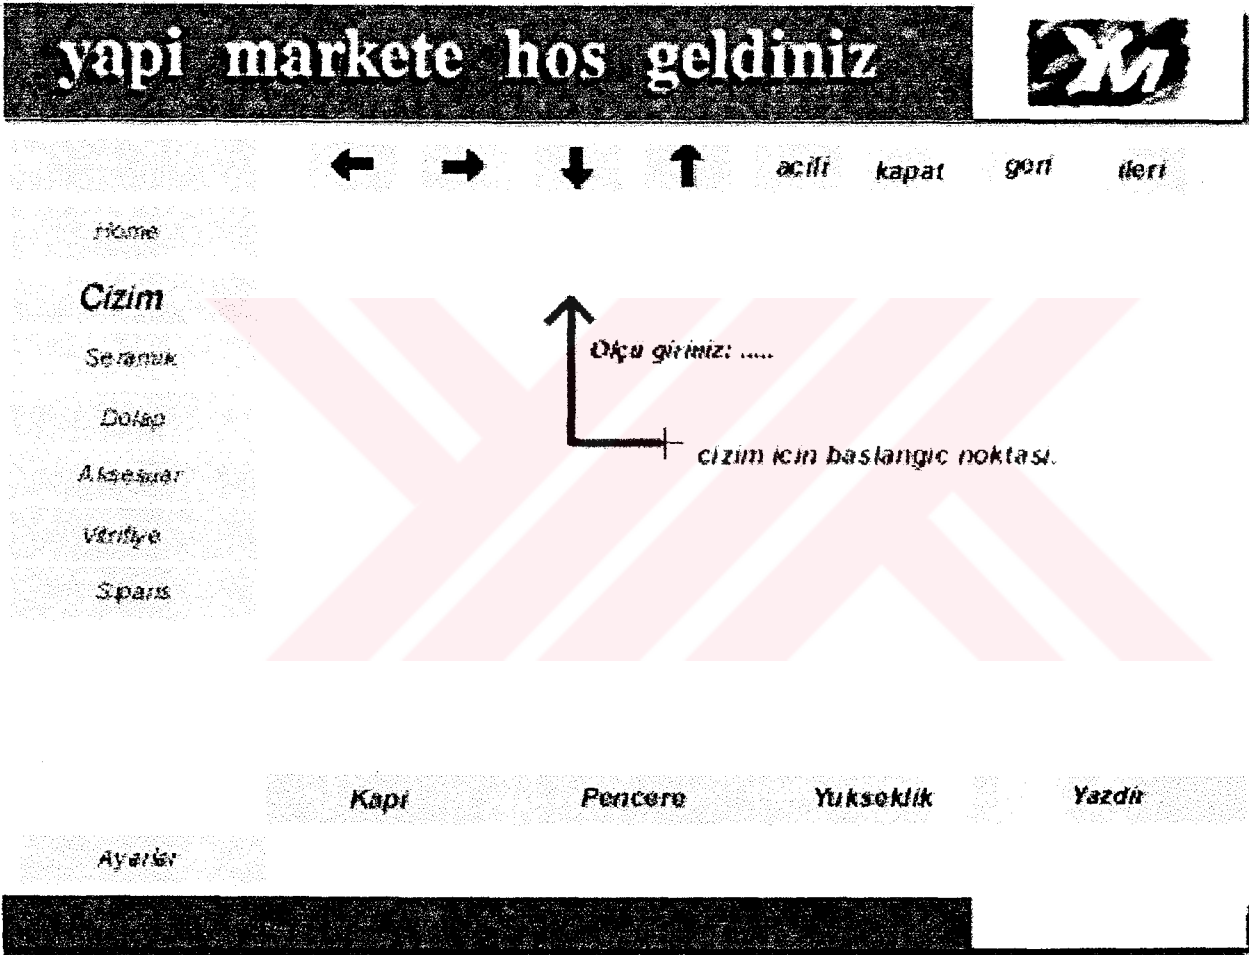 yapi markete hos geldiniz
YM
acili kapat geri ileri
Home
Cizim
Seramik
Olçu giriniz: .....
Dolap
cizim icin baslangic noktasi.
Aksesuar
Vitrifiye
Siparis
Kapi Pencere Yukseklik Yazdir
Ayarlar